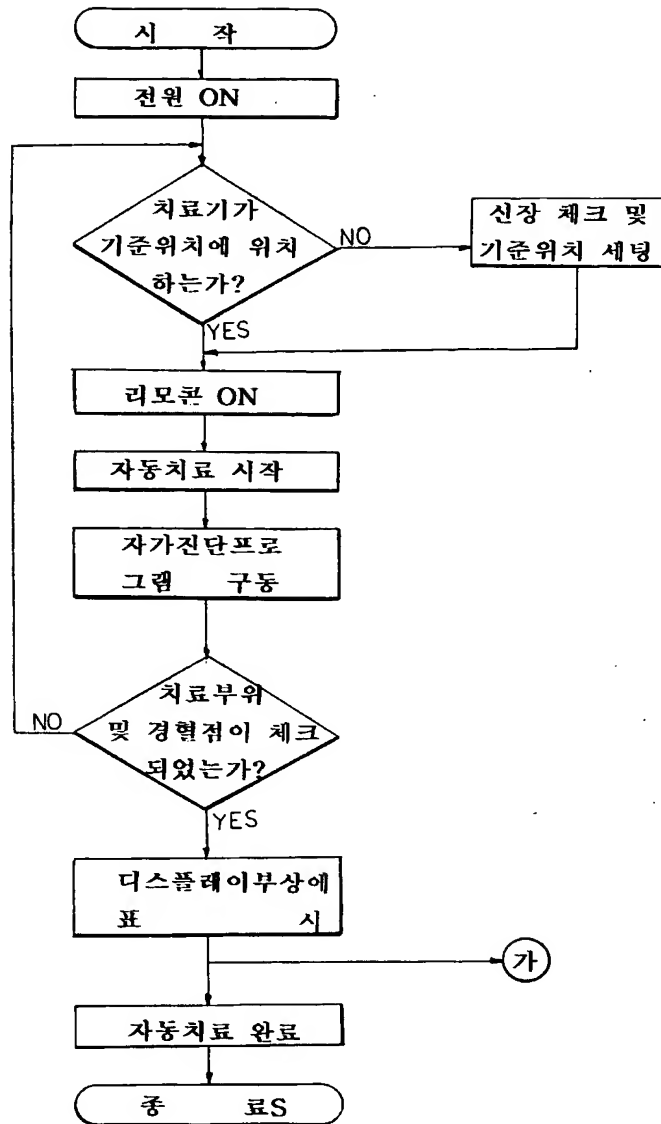 시 작
전원 ON
치료기가
기준위치에 위치
하는가?
NO
신장 체크 및
기준위치 세팅
YES
리모콘 ON
자동치료 시작
자가진단프로
그램 구동
치료부위
및 경혈점이 체크
되었는가?
NO
YES
디스플레이부상에
표 시
가
자동치료 완료
종 료S